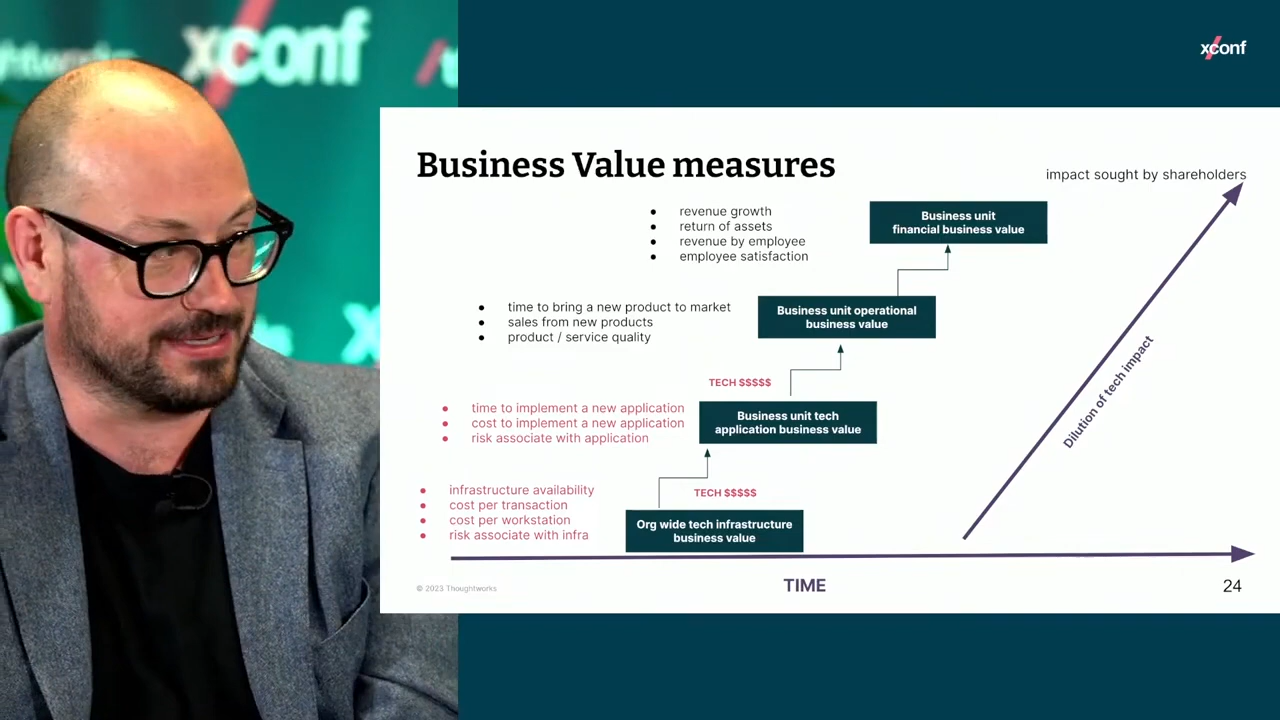 xconf
xconf
Business Value measures
impact sought by shareholders
• revenue growth
• return of assets
• revenue by employee
• employee satisfaction
Business unit
financial business value
• time to bring a new product to market
• sales from new products
• product / service quality
Business unit operational
business value
TECH $$$$$
• time to implement a new application
• cost to implement a new application
• risk associate with application
Business unit tech
application business value
Dilution of tech impact
• infrastructure availability
• cost per transaction
• cost per workstation
• risk associate with infra
TECH $$$$$
Org wide tech infrastructure
business value
TIME
© 2023 Thoughtworks
24